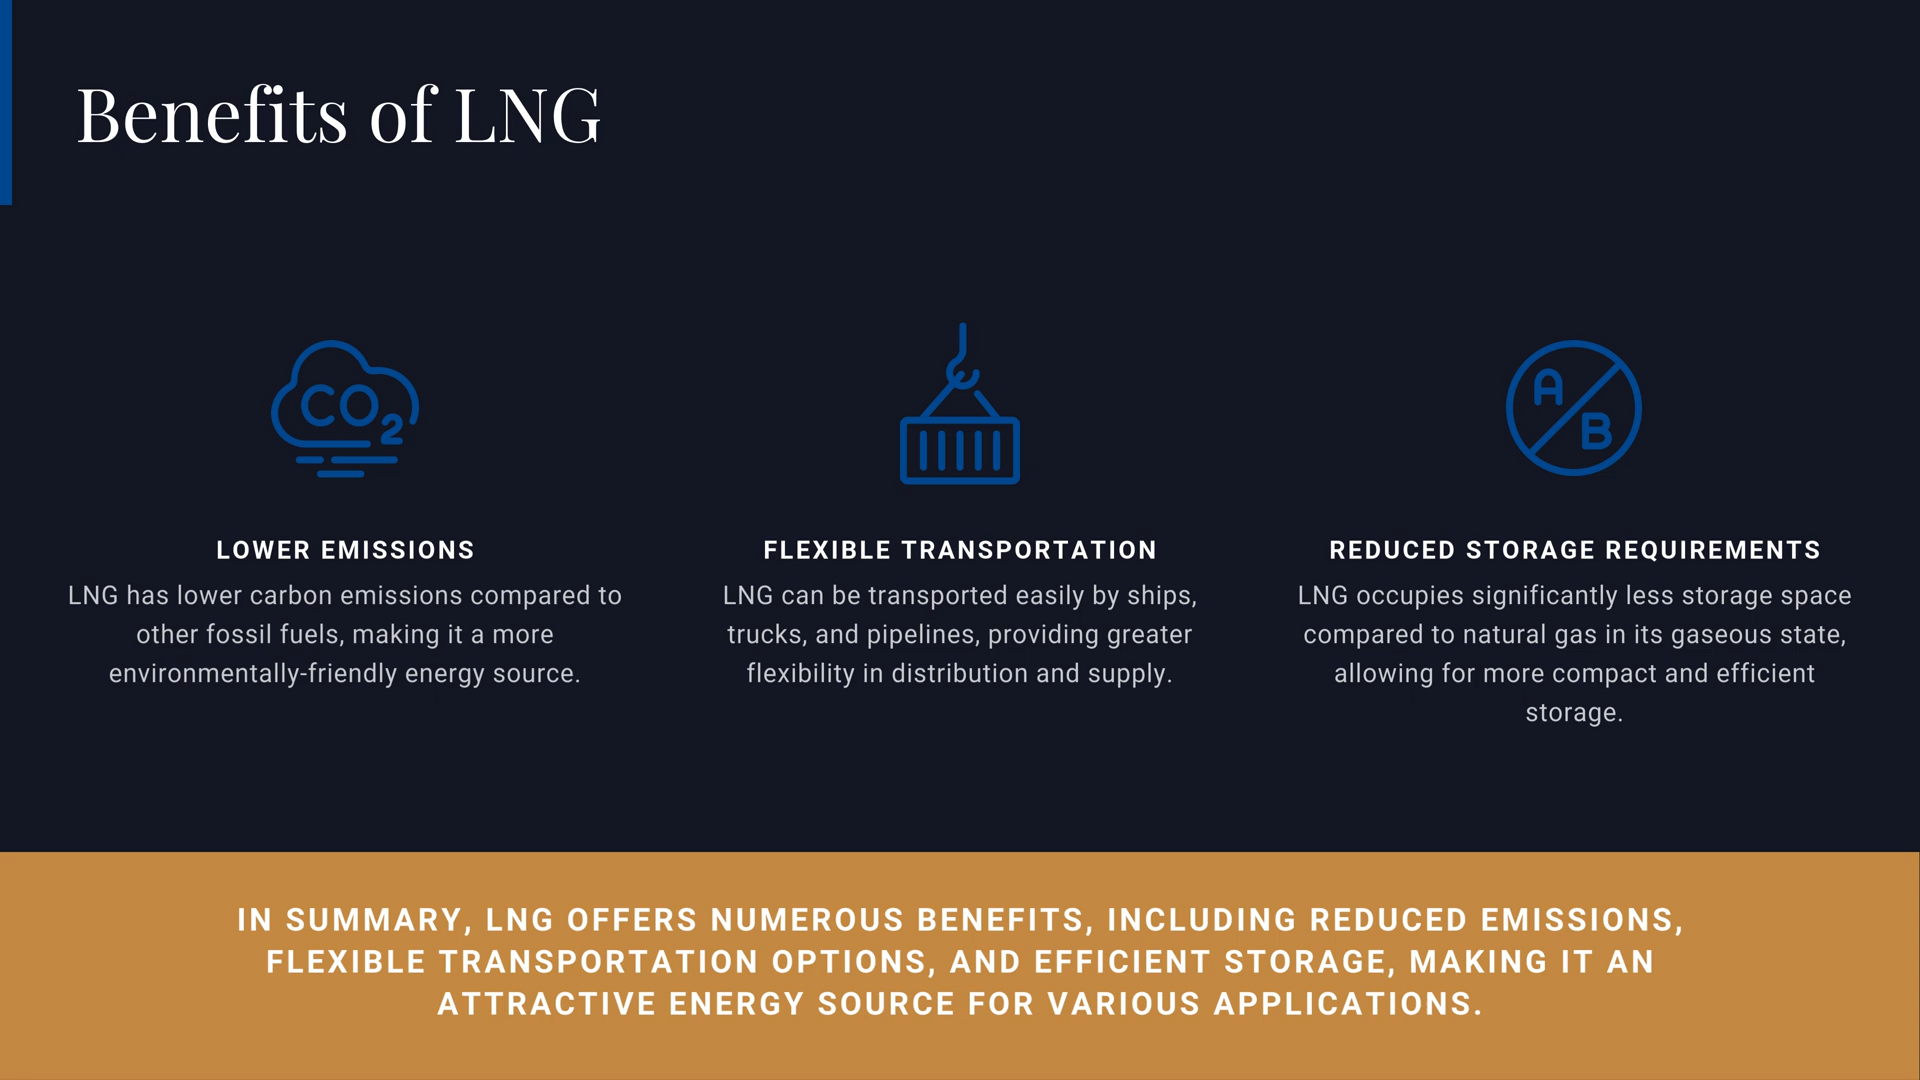 Benefits of LNG
CO2
A
B
LOWER EMISSIONS
LNG has lower carbon emissions compared to
other fossil fuels, making it a more
environmentally-friendly energy source.
FLEXIBLE TRANSPORTATION
LNG can be transported easily by ships,
trucks, and pipelines, providing greater
flexibility in distribution and supply.
REDUCED STORAGE REQUIREMENTS
LNG occupies significantly less storage space
compared to natural gas in its gaseous state,
allowing for more compact and efficient
storage.
IN SUMMARY, LNG OFFERS NUMEROUS BENEFITS, INCLUDING REDUCED EMISSIONS,
FLEXIBLE TRANSPORTATION OPTIONS, AND EFFICIENT STORAGE, MAKING IT AN
ATTRACTIVE ENERGY SOURCE FOR VARIOUS APPLICATIONS.